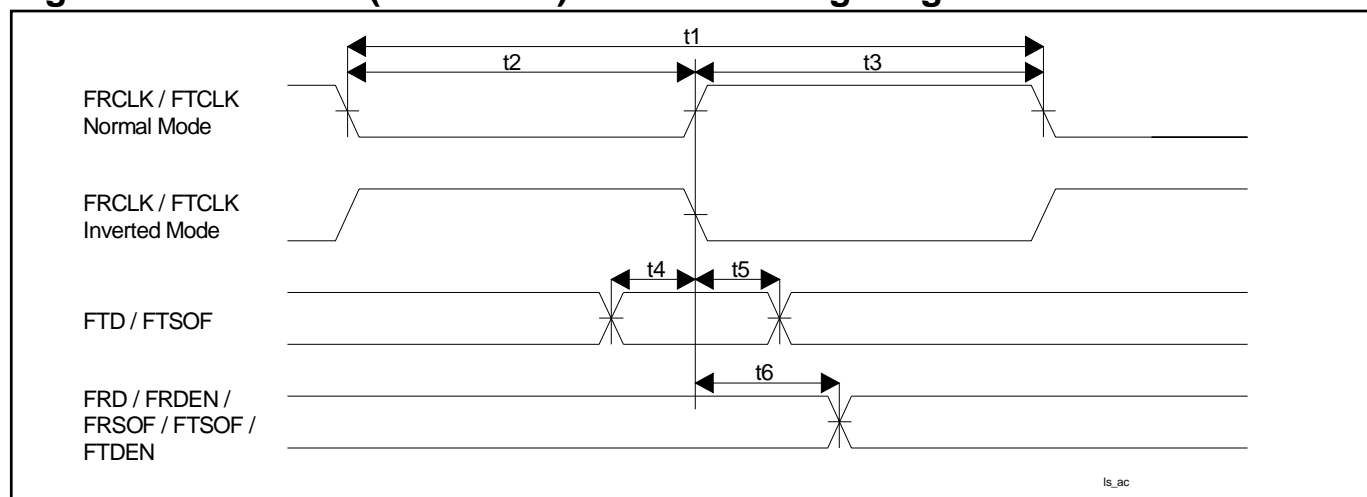 t1
t2
t3
FRCLK / FTCLK
Normal Mode
FRCLK / FTCLK
Inverted Mode
t4
t5
FTD / FTSOF
t6
FRD / FRDEN /
FRSOF / FTSOF /
FTDEN
ls_ac